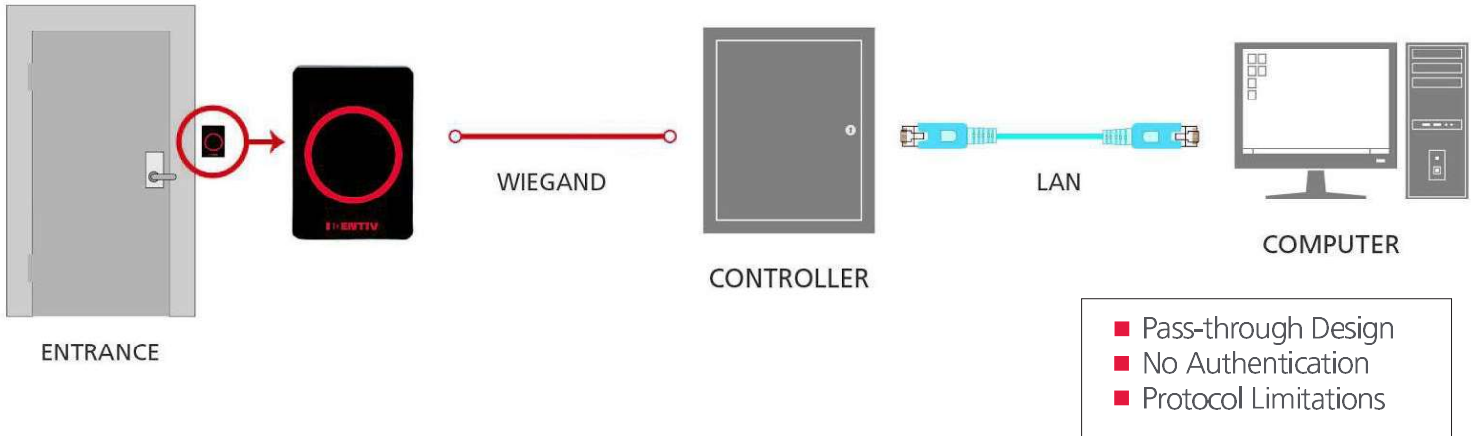 IDENTIV
WIEGAND
LAN
COMPUTER
CONTROLLER
ENTRANCE
Pass-through Design
No Authentication
Protocol Limitations